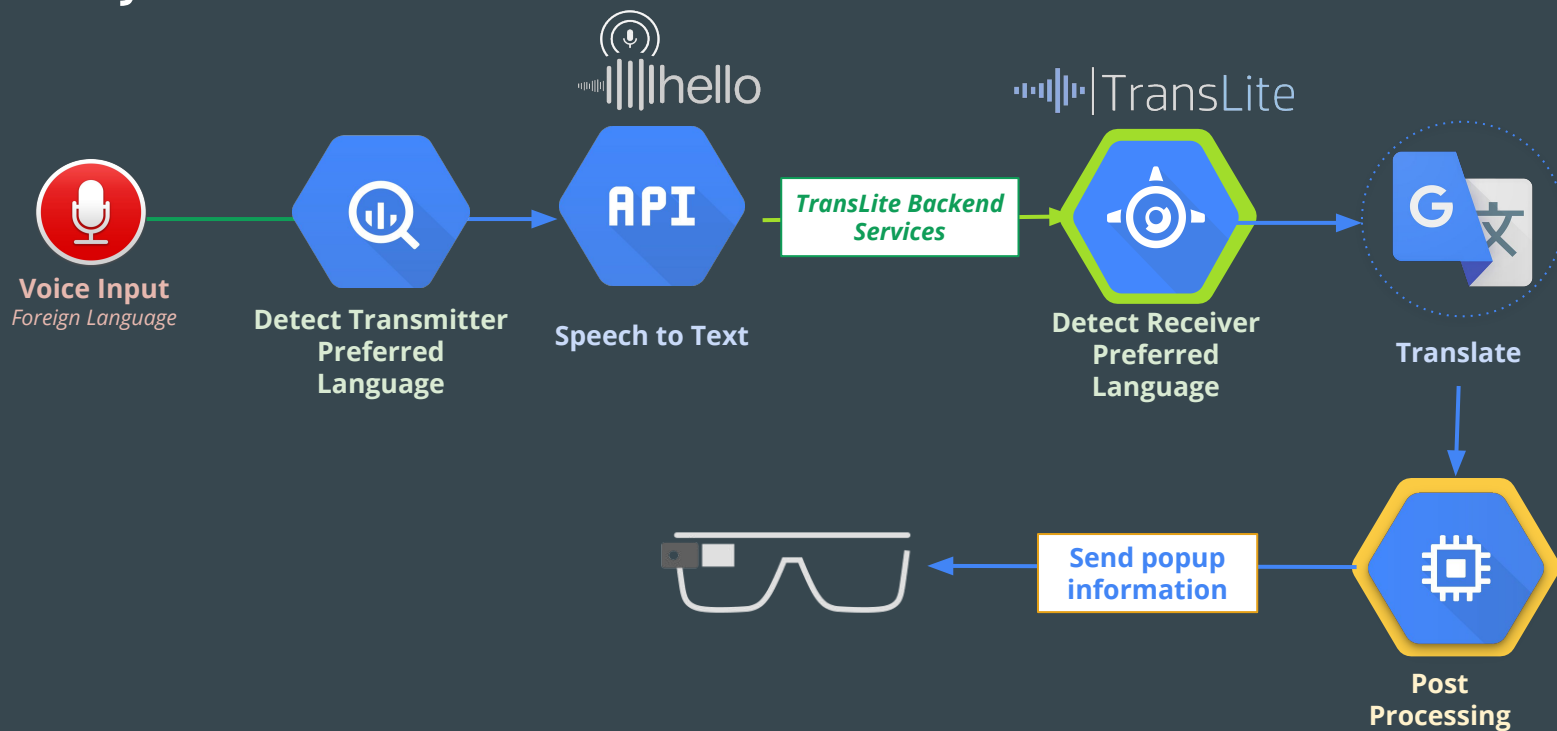 hello
TransLite
API
TransLite Backend
Services
G
文
Voice Input
Foreign Language
Detect Transmitter
Preferred
Language
Speech to Text
Detect Receiver
Preferred
Language
Translate
Send popup
information
Post
Processing